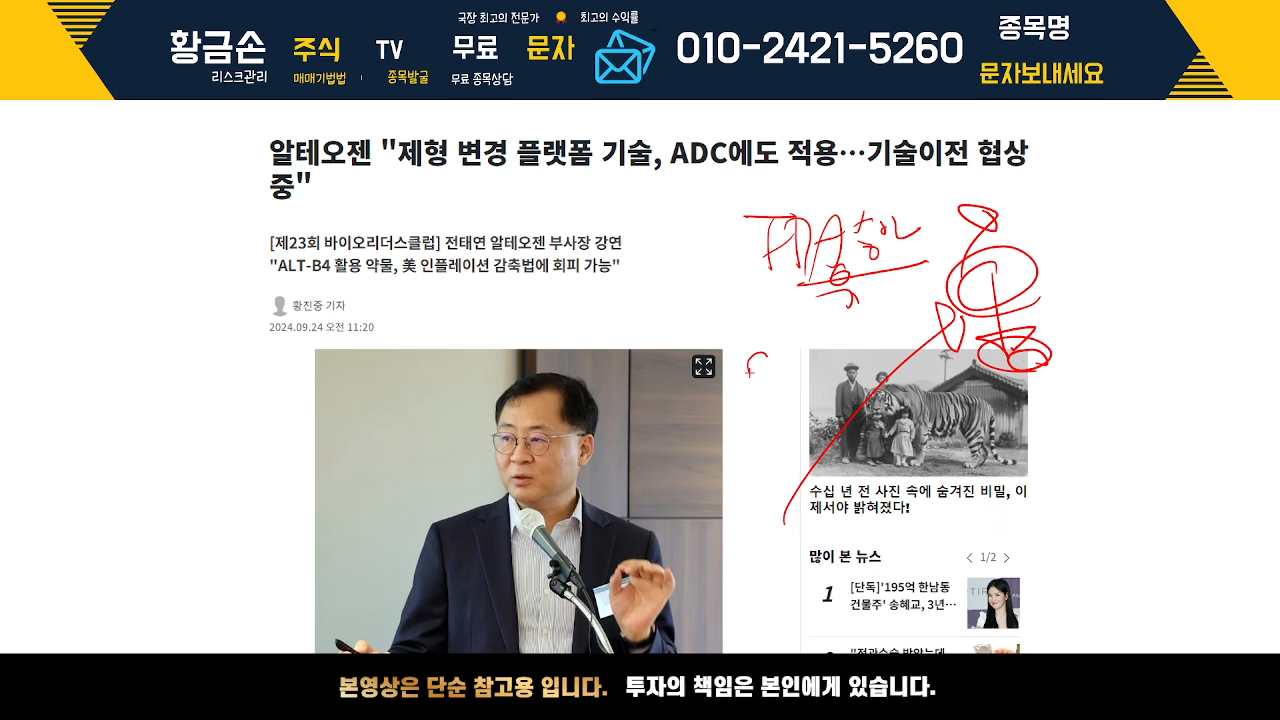 국장 최고의 전문가 최고의 수익률
황금손 주식 TV 무료 문자 010-2421-5260 종목명
리스크관리 매매기법법 종목발굴 무료 종목상담 문자보내세요
알테오젠 "제형 변경 플랫폼 기술, ADC에도 적용…기술이전 협상
중"
[제23회 바이오리더스클럽] 전태연 알테오젠 부사장 강연
"ALT-B4 활용 약물, 美 인플레이션 감축법에 회피 가능"
황진중 기자
2024.09.24 오전 11:20
수십 년 전 사진 속에 숨겨진 비밀, 이
제서야 밝혀졌다!
많이 본 뉴스 1/2
1 [단독]'195억 한남동
건물주' 송혜교, 3년…
본영상은 단순 참고용 입니다. 투자의 책임은 본인에게 있습니다.